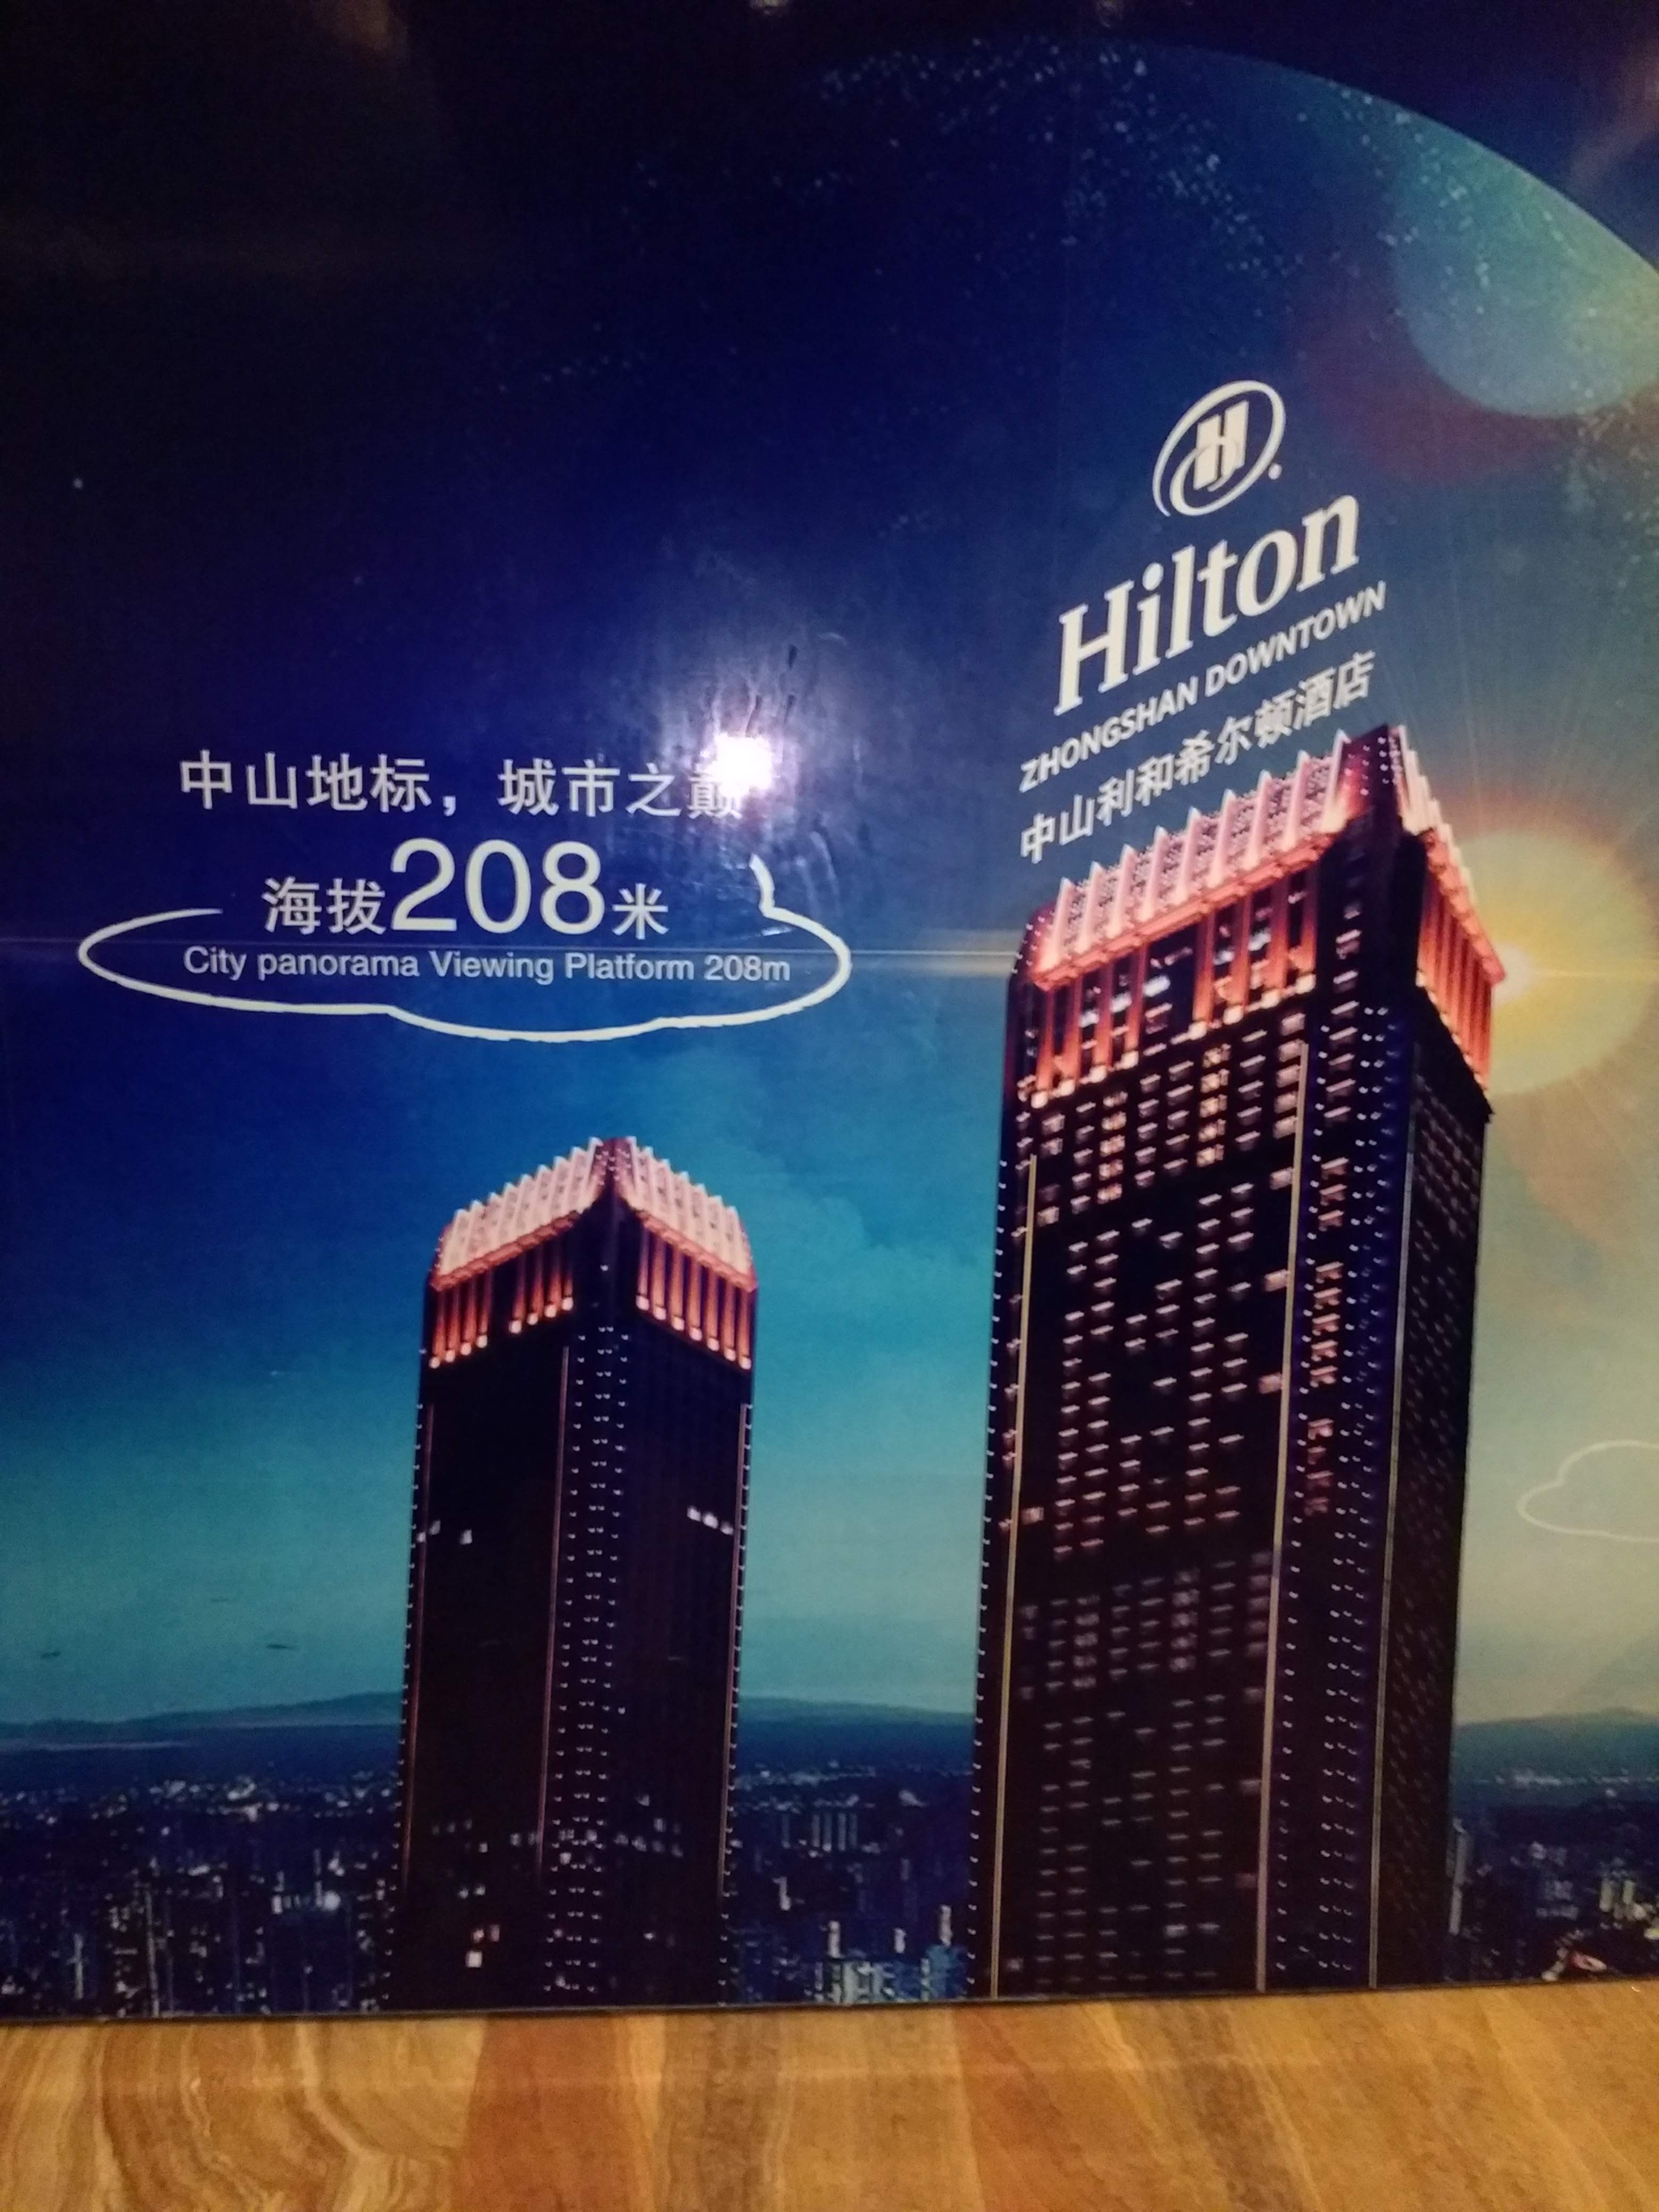 H
Hilton
ZHONGSHAN DOWNTOWN
中山利和希尔顿酒店
中山地标，城市之巅
海拔208米
City panorama Viewing Platform 208m